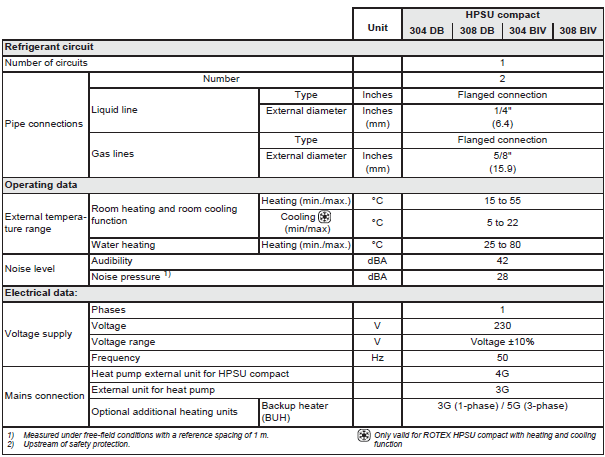 HPSU compact
Unit
304 DB 308 DB 304 BIV 308 BIV
Refrigerant circuit
Number of circuits 1
Number 2
Pipe connections
Liquid line
Type Inches Flanged connection
External diameter Inches 1/4"
(mm) (6.4)
Gas lines
Type Flanged connection
External diameter Inches 5/8"
(mm) (15.9)
Operating data
External tempera-
ture range
Room heating and room cooling
function
Heating (min./max.) °C 15 to 55
Cooling
(min/max) °C 5 to 22
Water heating Heating (min./max.) °C 25 to 80
Noise level
Audibility dBA 42
Noise pressure 1) dBA 28
Electrical data:
Voltage supply
Phases 1
Voltage V 230
Voltage range V Voltage ±10%
Frequency Hz 50
Mains connection
Heat pump external unit for HPSU compact 4G
External unit for heat pump 3G
Optional additional heating units
Backup heater
(BUH)
3G (1-phase) / 5G (3-phase)
1) Measured under free-field conditions with a reference spacing of 1 m.
2) Upstream of safety protection.
Only valid for ROTEX HPSU compact with heating and cooling
function